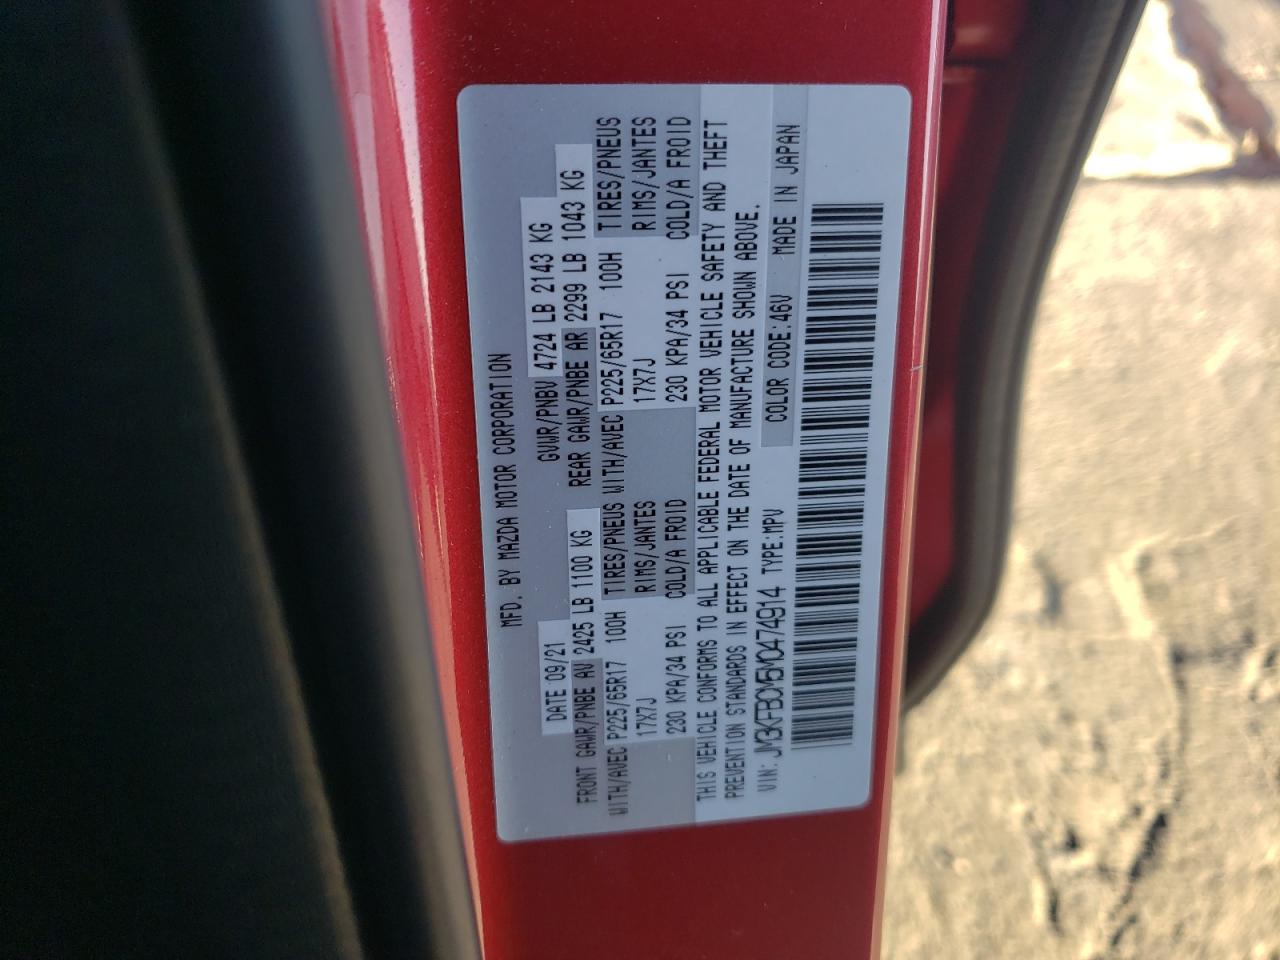 MFD. BY MAZDA MOTOR CORPORATION
DATE 09/21 GVWR/PNBV 4724 LB 2143 KG
FRONT GAWR/PNBE AV 2425 LB 1100 KG REAR GAWR/PNBE AR 2299 LB 1043 KG
WITH/AVEC P225/65R17 100H TIRES/PNEUS WITH/AVEC P225/65R17 100H TIRES/PNEUS
17X7J RIMS/JANTES 17X7J RIMS/JANTES
230 KPA/34 PSI COLD/A FROID 230 KPA/34 PSI COLD/A FROID
THIS VEHICLE CONFORMS TO ALL APPLICABLE FEDERAL MOTOR VEHICLE SAFETY AND THEFT
PREVENTION STANDARDS IN EFFECT ON THE DATE OF MANUFACTURE SHOWN ABOVE.
VIN: JM3KFBCM5M0474914 TYPE:MPV COLOR CODE:46V MADE IN JAPAN